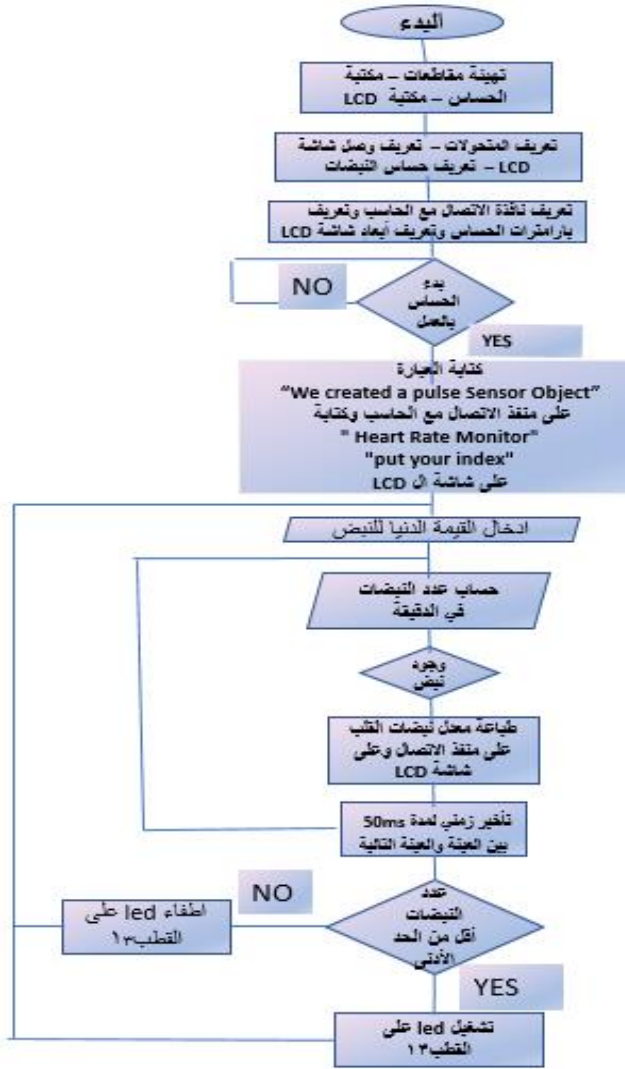 البدء
تهيئة مقاطعات – مكتبة
الحساس – مكتبة LCD
تعريف المتحولات – تعريف وصل شاشة
LCD – تعريف حساس النبضات
تعريف نافذة الاتصال مع الحاسب وتعريف
بارامترات الحساس وتعريف أبعاد شاشة LCD
NO
بدء
الحساس
بالعمل
YES
كتابة العبارة
“We created a pulse Sensor Object”
على منفذ الاتصال مع الحاسب وكتابة
" Heart Rate Monitor"
"put your index"
على شاشة ال LCD
ادخال القيمة الدنيا للنبض
حساب عدد النبضات
في الدقيقة
وجود
نبض
طباعة معدل نبضات القلب
على منفذ الاتصال وعلى
شاشة LCD
تأخير زمني لمدة 50ms
بين العينة والعينة التالية
NO
عدد
النبضات
أقل من الحد
الأدنى
اطفاء led على
القطب١٣
YES
تشغيل led على
القطب١٣